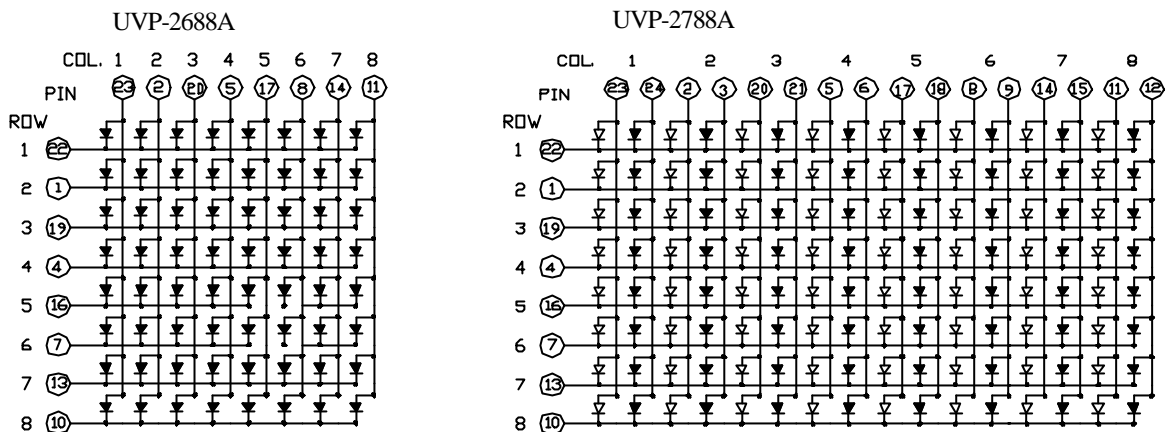 UVP-2688A
COL. 1 2 3 4 5 6 7 8
PIN 23 2 20 5 17 8 14 11
ROW
1 22
2 1
3 19
4 4
5 16
6 7
7 13
8 10
UVP-2788A
COL. 1 2 3 4 5 6 7 8
PIN 23 24 2 3 20 21 5 6 17 18 8 9 14 15 11 12
ROW
1 22
2 1
3 19
4 4
5 16
6 7
7 13
8 10